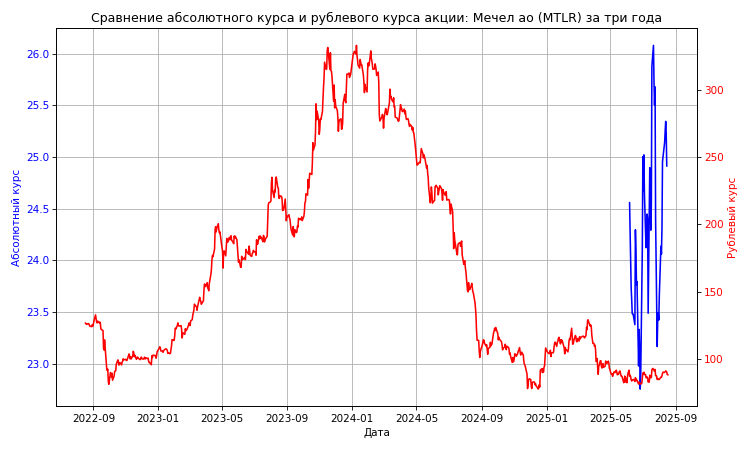 Сравнение абсолютного курса и рублевого курса акции: Мечел ао (MTLR) за три года
Абсолютный курс
26.0
25.5
25.0
24.5
24.0
23.5
23.0
300
250
200
150
100
Рублевый курс
2022-09 2023-01 2023-05 2023-09 2024-01 2024-05 2024-09 2025-01 2025-05 2025-09
Дата